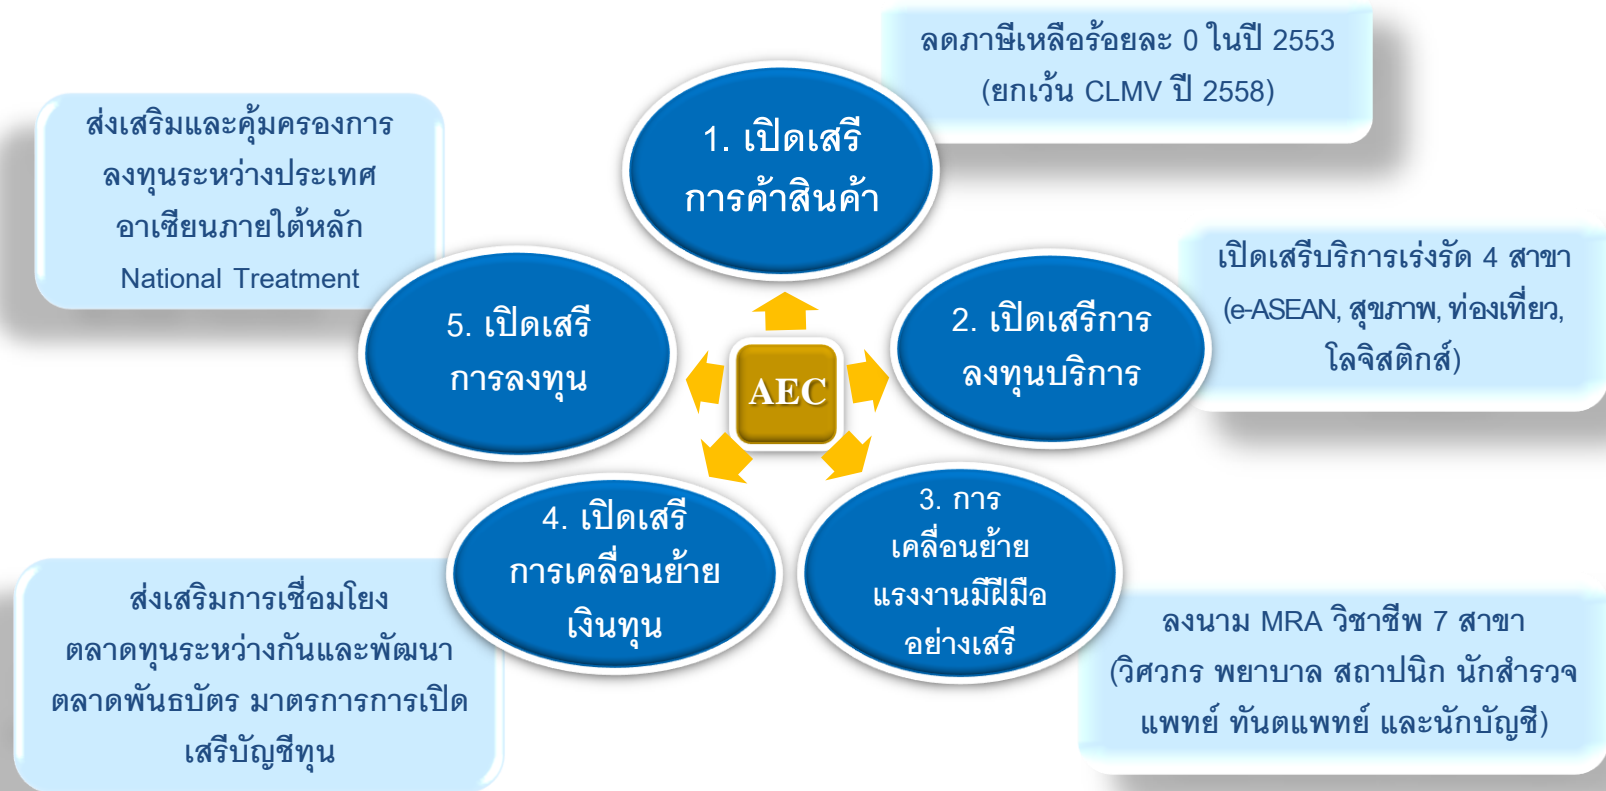 ลดภาษีเหลือร้อยละ 0 ในปี 2553
(ยกเว้น CLMV ปี 2558)
1. เปิดเสรี
การค้าสินค้า
ส่งเสริมและคุ้มครองการ
ลงทุนระหว่างประเทศ
อาเซียนภายใต้หลัก
National Treatment
เปิดเสรีบริการเร่งรัด 4 สาขา
(e-ASEAN, สุขภาพ, ท่องเที่ยว,
โลจิสติกส์)
5. เปิดเสรี
การลงทุน
AEC
2. เปิดเสรีการ
ลงทุนบริการ
4. เปิดเสรี
การเคลื่อนย้าย
เงินทุน
3. การ
เคลื่อนย้าย
แรงงานมีฝีมือ
อย่างเสรี
ส่งเสริมการเชื่อมโยง
ตลาดทุนระหว่างกันและพัฒนา
ตลาดพันธบัตร มาตรการการเปิด
เสรีบัญชีทุน
ลงนาม MRA วิชาชีพ 7 สาขา
(วิศวกร พยาบาล สถาปนิก นักสำรวจ
แพทย์ ทันตแพทย์ และนักบัญชี)